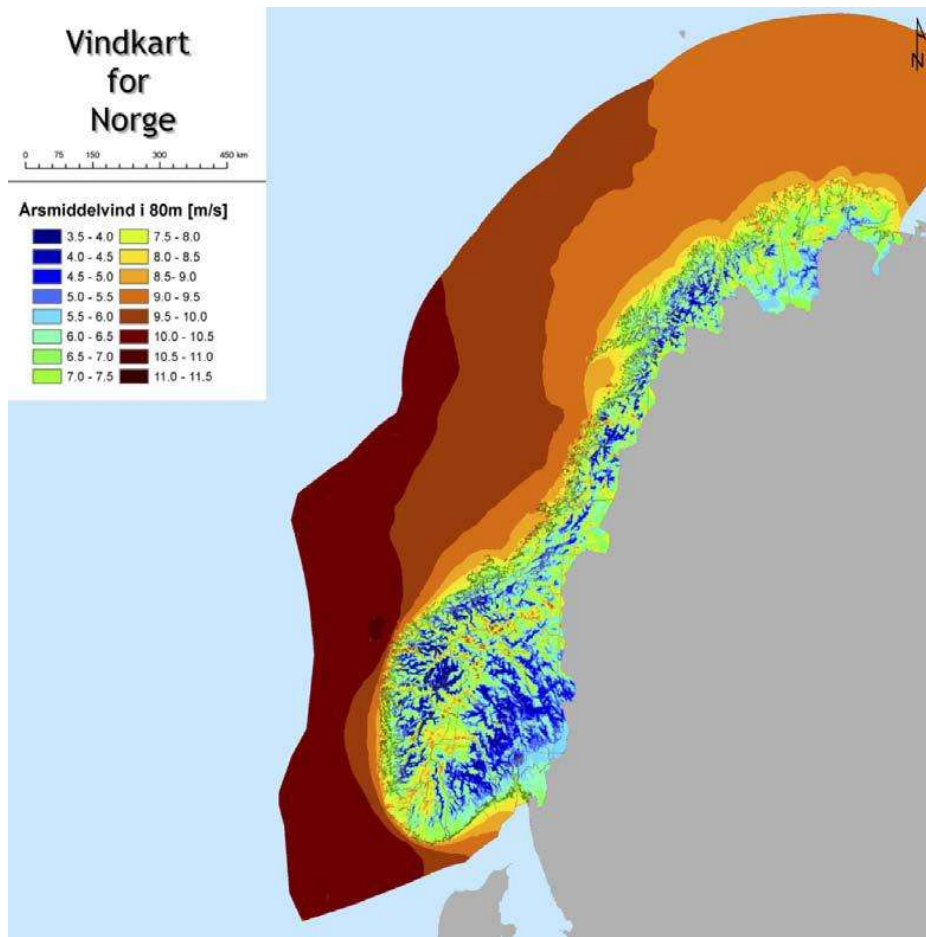 Vindkart
for
Norge
0 75 150 300 450 km
Årsmiddelvind i 80m [m/s]
3.5 - 4.0 7.5 - 8.0
4.0 - 4.5 8.0 - 8.5
4.5 - 5.0 8.5- 9.0
5.0 - 5.5 9.0 - 9.5
5.5 - 6.0 9.5 - 10.0
6.0 - 6.5 10.0 - 10.5
6.5 - 7.0 10.5 - 11.0
7.0 - 7.5 11.0 - 11.5
N